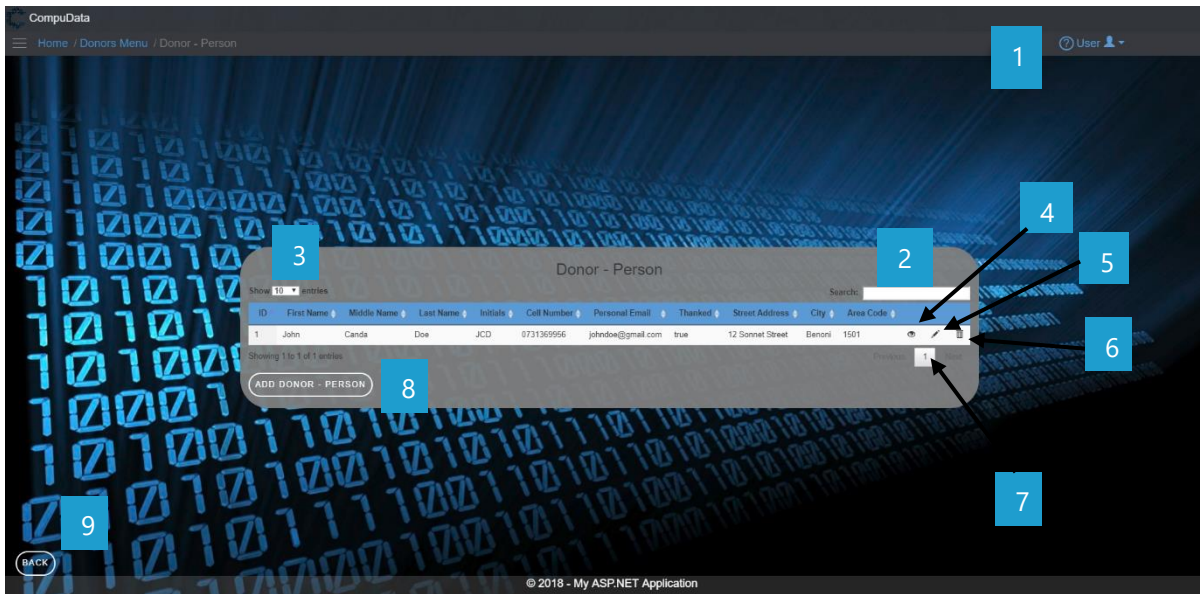 CompuData
Home / Donors Menu / Donor - Person
User
1
4
3
2
5
Donor - Person
Show 10 entries
Search:
ID First Name Middle Name Last Name Initials Cell Number Personal Email Thanked Street Address City Area Code
1 John Canda Doe JCD 0731369956 johndoe@gmail.com true 12 Sonnet Street Benoni 1501
6
Showing 1 to 1 of 1 entries
Previous 1 Next
ADD DONOR - PERSON
8
7
9
BACK
© 2018 - My ASP.NET Application